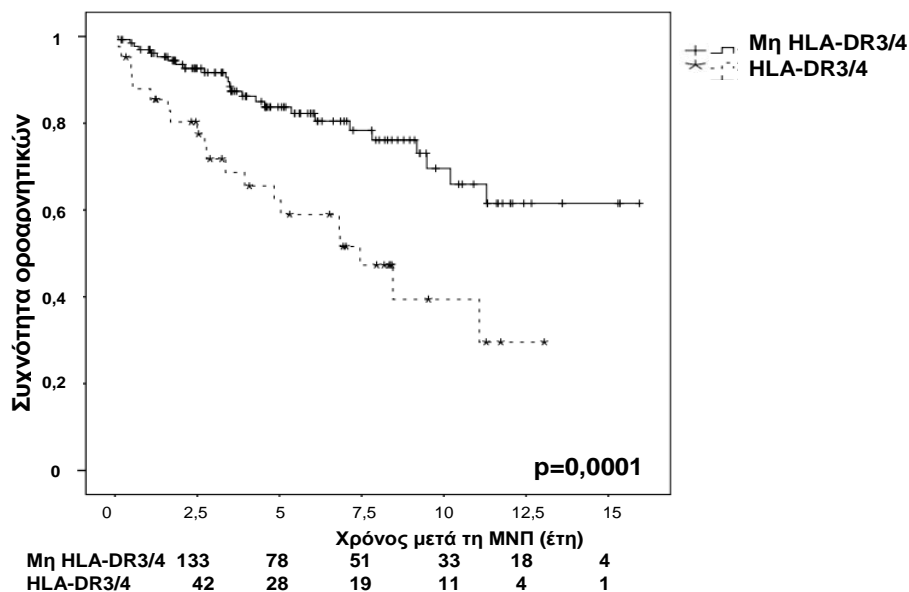 Μη HLA-DR3/4
HLA-DR3/4
Συχνότητα οροαρνητικών
1
0,8
0,6
0,4
0,2
0
p=0,0001
0 2,5 5 7,5 10 12,5 15
Χρόνος μετά τη ΜΝΠ (έτη)
Μη HLA-DR3/4 133 78 51 33 18 4
HLA-DR3/4 42 28 19 11 4 1